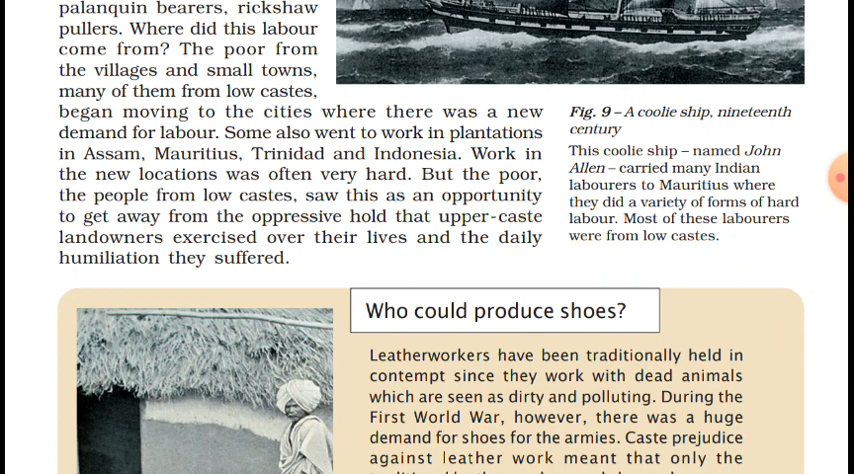 palanquin bearers, rickshaw
pullers. Where did this labour
come from? The poor from
the villages and small towns,
many of them from low castes,
began moving to the cities where there was a new
demand for labour. Some also went to work in plantations
in Assam, Mauritius, Trinidad and Indonesia. Work in
the new locations was often very hard. But the poor,
the people from low castes, saw this as an opportunity
to get away from the oppressive hold that upper-caste
landowners exercised over their lives and the daily
humiliation they suffered.
Fig. 9 – A coolie ship, nineteenth
century
This coolie ship – named John
Allen – carried many Indian
labourers to Mauritius where
they did a variety of forms of hard
labour. Most of these labourers
were from low castes.
Who could produce shoes?
Leatherworkers have been traditionally held in
contempt since they work with dead animals
which are seen as dirty and polluting. During the
First World War, however, there was a huge
demand for shoes for the armies. Caste prejudice
against leather work meant that only the